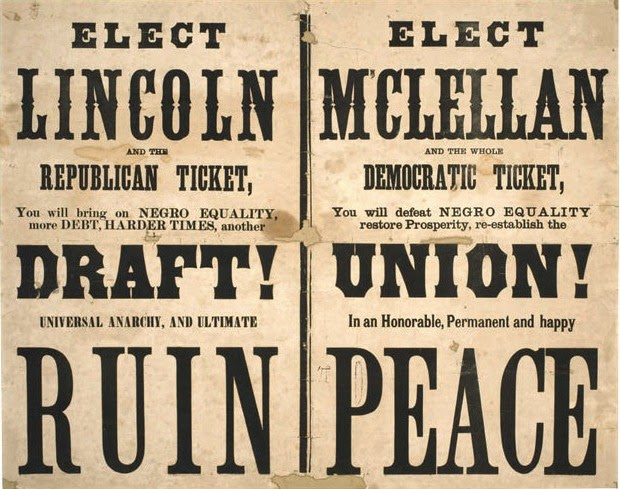 ELECT
LINCOLN
AND THE
REPUBLICAN TICKET,
You will bring on NEGRO EQUALITY,
more DEBT, HARDER TIMES, another
DRAFT!
UNIVERSAL ANARCHY, AND ULTIMATE
RUIN
ELECT
McLELLAN
AND THE WHOLE
DEMOCRATIC TICKET,
You will defeat NEGRO EQUALITY
restore Prosperity, re-establish the
UNION!
In an Honorable, Permanent and happy
PEACE